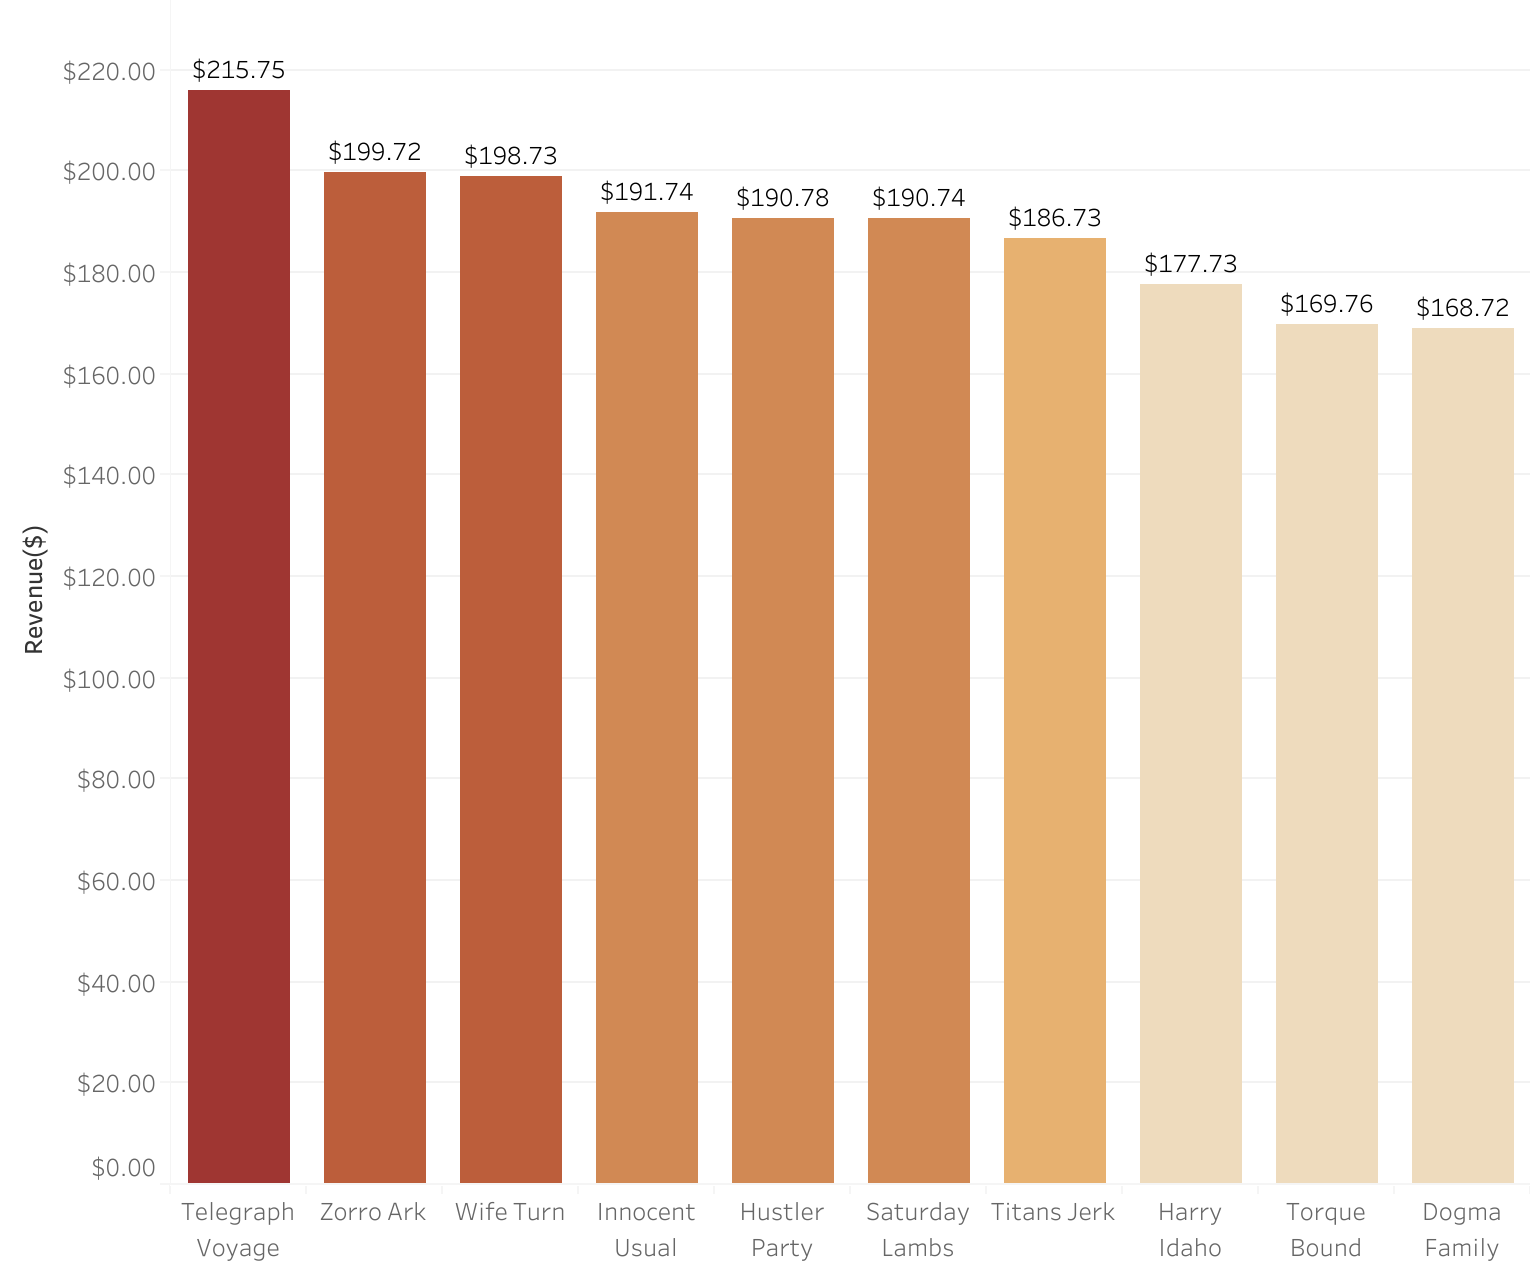 $220.00
$200.00
$180.00
$160.00
$140.00
$120.00
$100.00
$80.00
$60.00
$40.00
$20.00
$0.00
Revenue($)
$215.75
$199.72
$198.73
$191.74
$190.78
$190.74
$186.73
$177.73
$169.76
$168.72
Telegraph
Voyage
Zorro Ark
Wife Turn
Innocent
Usual
Hustler
Party
Saturday
Lambs
Titans Jerk
Harry
Idaho
Torque
Bound
Dogma
Family